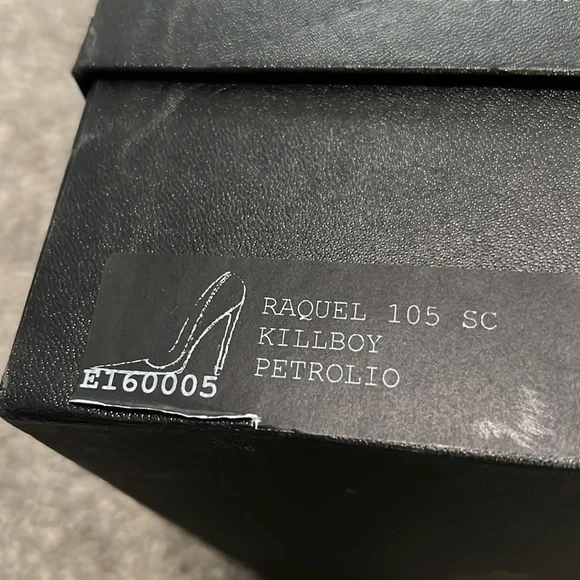 RAQUEL 105 SC
KILLBOY
PETROLIO
E160005